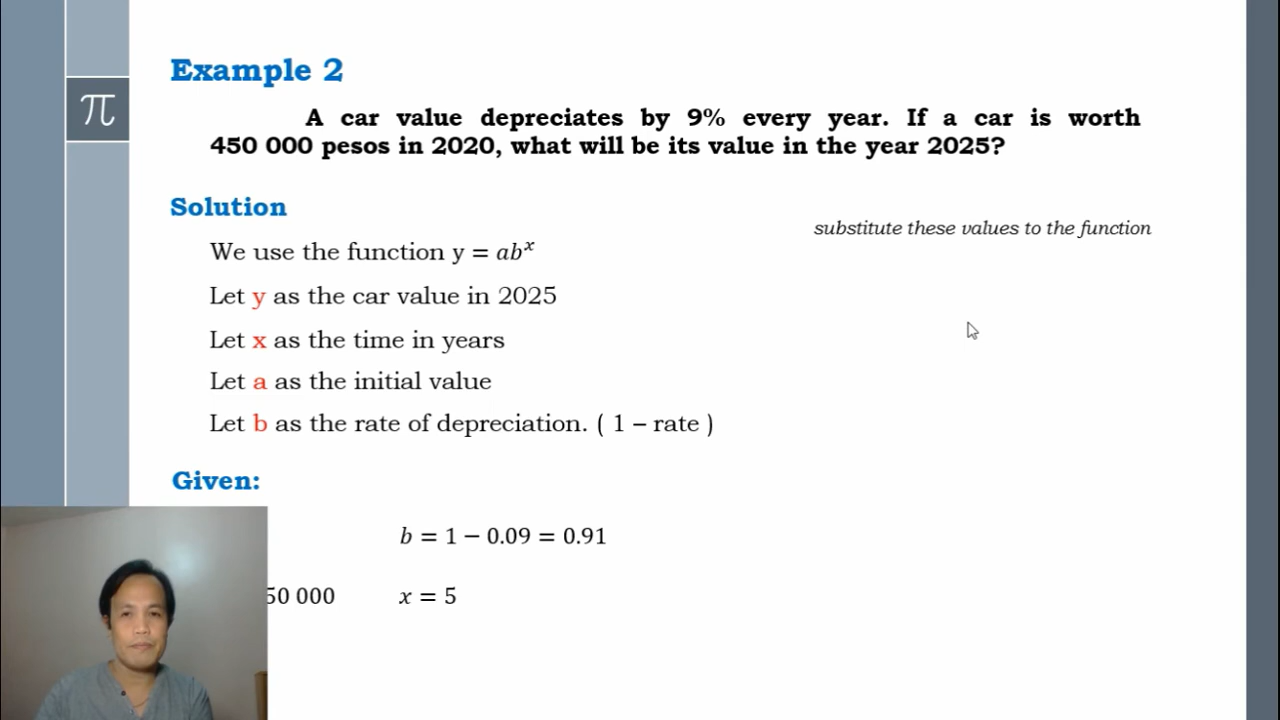 π
Example 2
A car value depreciates by 9% every year. If a car is worth
450 000 pesos in 2020, what will be its value in the year 2025?
Solution
substitute these values to the function
We use the function y = abˣ
Let y as the car value in 2025
Let x as the time in years
Let a as the initial value
Let b as the rate of depreciation. ( 1 – rate )
Given:
b = 1 − 0.09 = 0.91
50 000 x = 5